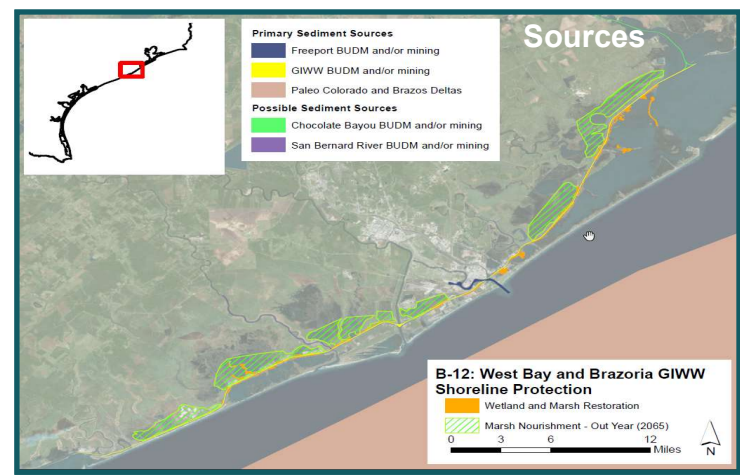 Sources
Primary Sediment Sources
Freeport BUDM and/or mining
GIWW BUDM and/or mining
Paleo Colorado and Brazos Deltas
Possible Sediment Sources
Chocolate Bayou BUDM and/or mining
San Bernard River BUDM and/or mining
B-12: West Bay and Brazoria GIWW
Shoreline Protection
Wetland and Marsh Restoration
Marsh Nourishment - Out Year (2065)
0 3 6 12
Miles
N